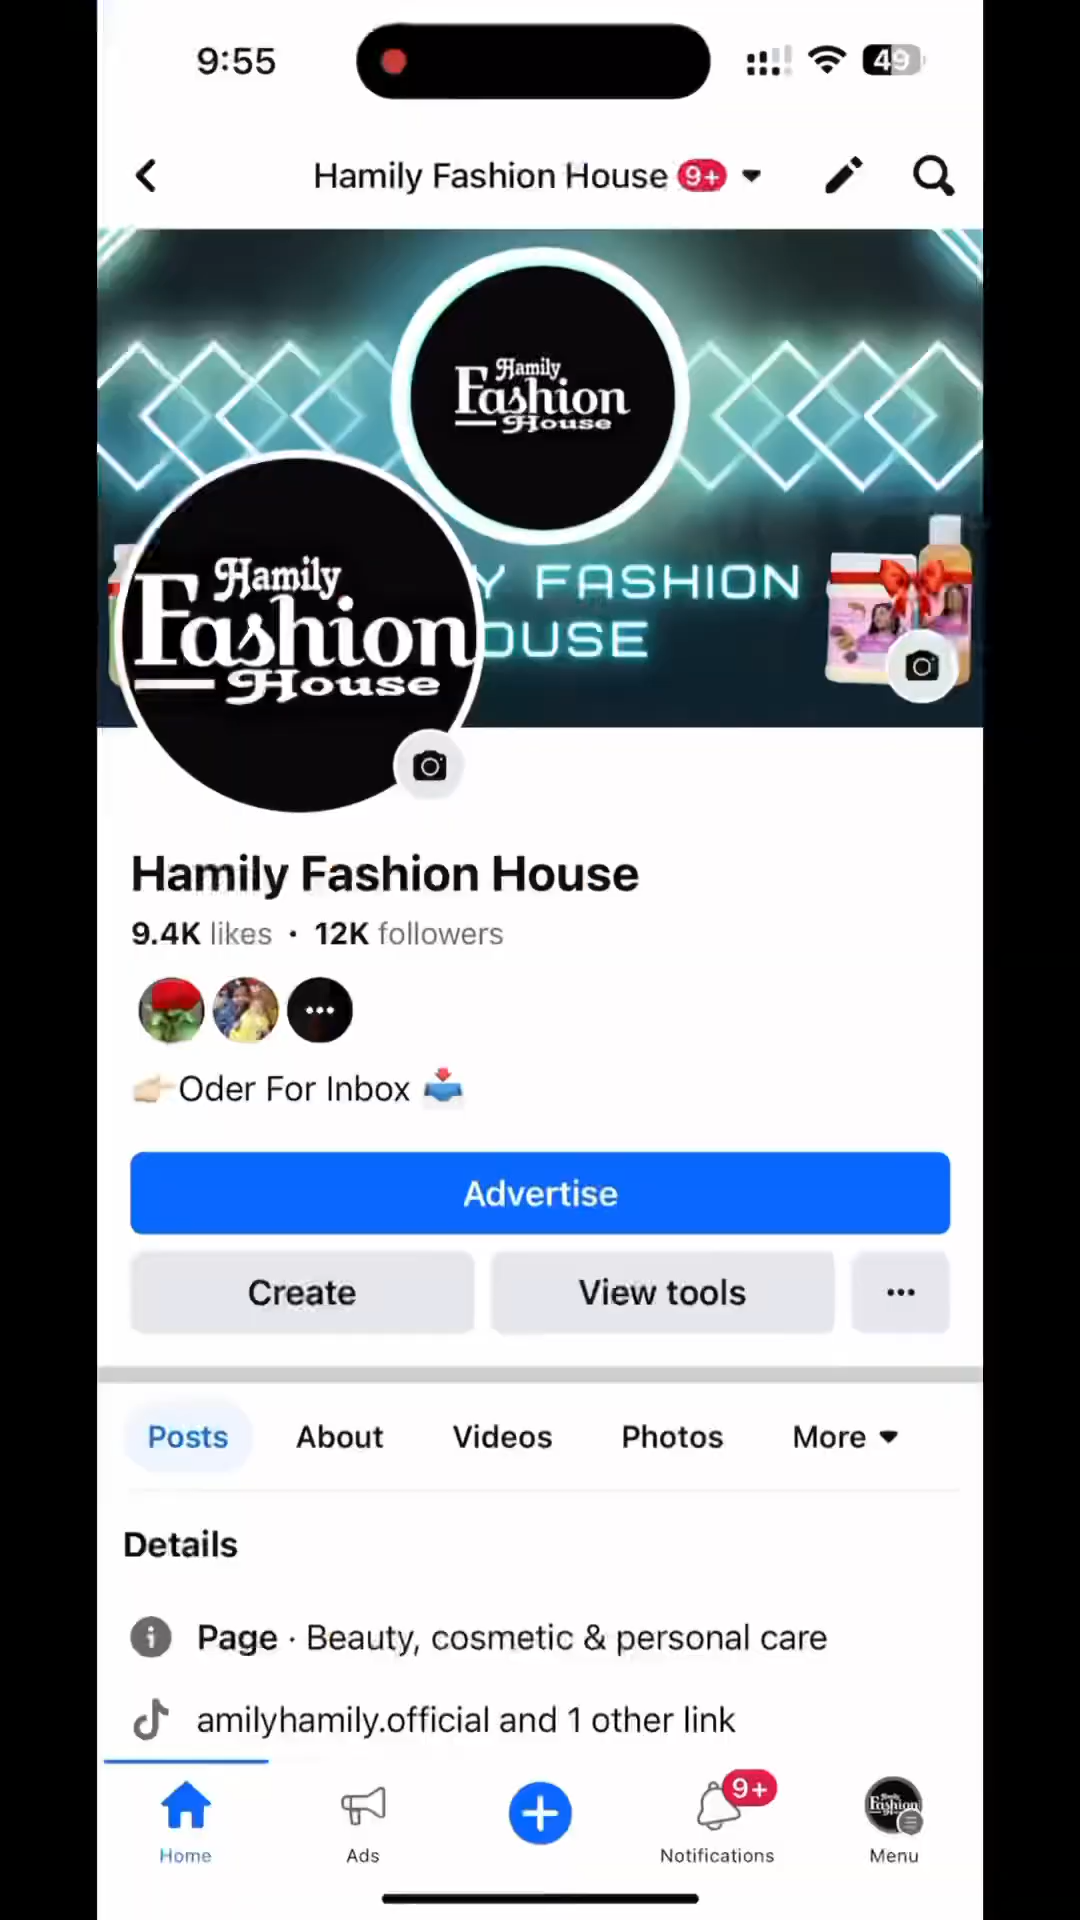 9:55
49
Hamily Fashion House 9+
Hamily
Fashion
House
Y FASHION
OUSE
Hamily
Fashion
House
Hamily Fashion House
9.4K likes · 12K followers
👉🏻Oder For Inbox 📥
Advertise
Create View tools
Posts About Videos Photos More
Details
Page · Beauty, cosmetic & personal care
amilyhamily.official and 1 other link
9+
Fashion
Home Ads Notifications Menu